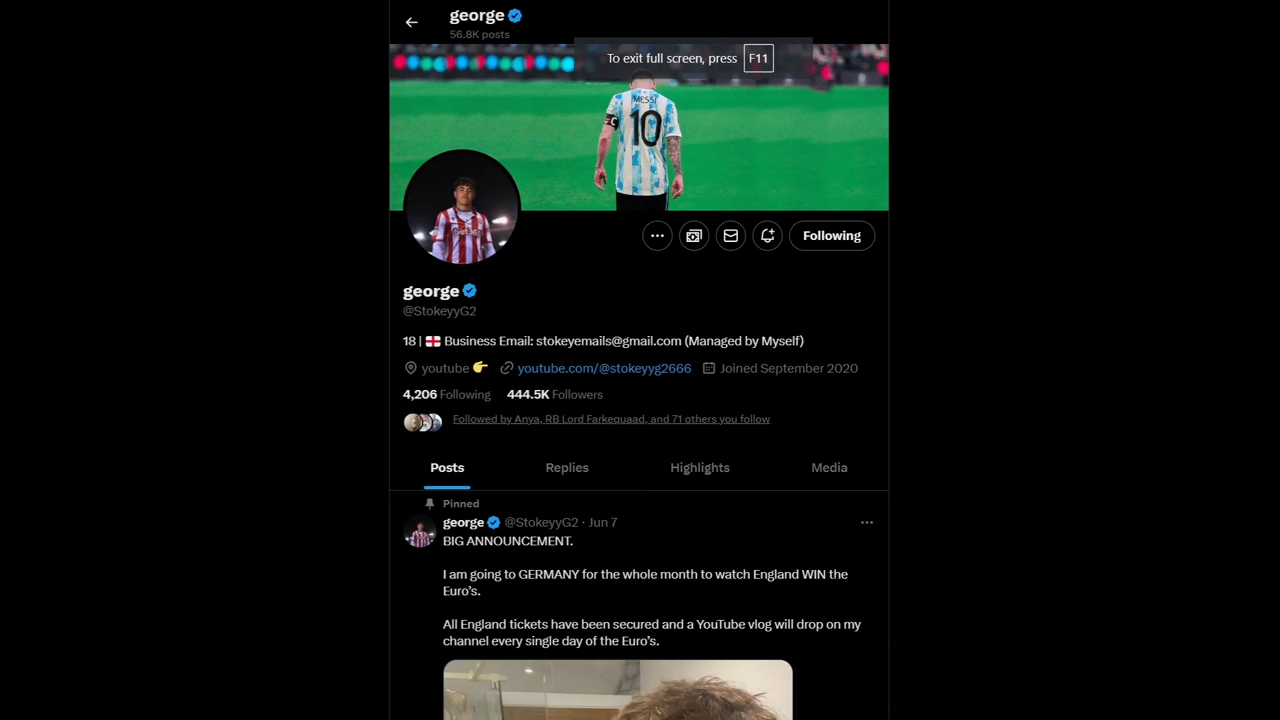 george
56.8K posts
To exit full screen, press F11
MESSI
10
Following
george
@StokeyyG2
18 | 🏴󠁧󠁢󠁥󠁮󠁧󠁿 Business Email: stokeyemails@gmail.com (Managed by Myself)
youtube 👉 youtube.com/@stokeyyg2666 Joined September 2020
4,206 Following 444.5K Followers
Followed by Anya, RB Lord Farkequaad, and 71 others you follow
Posts Replies Highlights Media
Pinned
george @StokeyyG2 · Jun 7
BIG ANNOUNCEMENT.
I am going to GERMANY for the whole month to watch England WIN the
Euro's.
All England tickets have been secured and a YouTube vlog will drop on my
channel every single day of the Euro's.